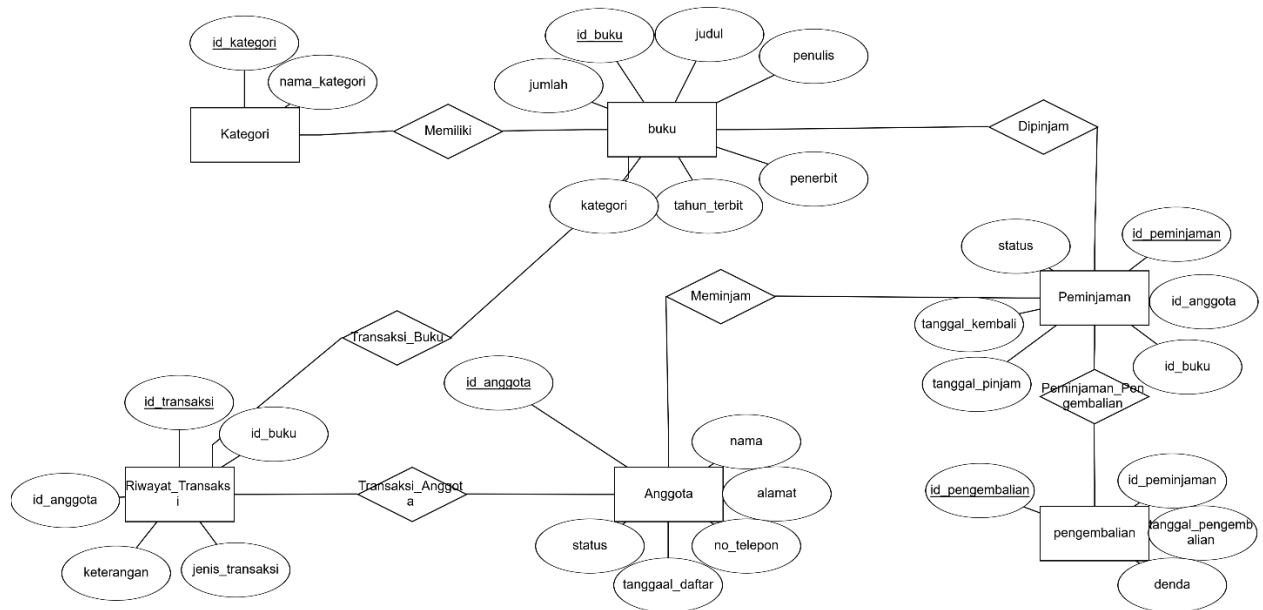 id_kategori
nama_kategori
Kategori
Memiliki
id_buku
judul
penulis
jumlah
buku
penerbit
kategori
tahun_terbit
Dipinjam
status
id_peminjaman
Peminjaman
id_anggota
tanggal_kembali
id_buku
tanggal_pinjam
Meminjam
Peminjaman_Pen
gembalian
Transaksi_Buku
id_transaksi
id_buku
Riwayat_Transaks
i
id_anggota
keterangan
jenis_transaksi
Transaksi_Anggot
a
id_anggota
nama
Anggota
alamat
status
no_telepon
tanggaal_daftar
id_pengembalian
id_peminjaman
pengembalian
tanggal_pengemb
alian
denda